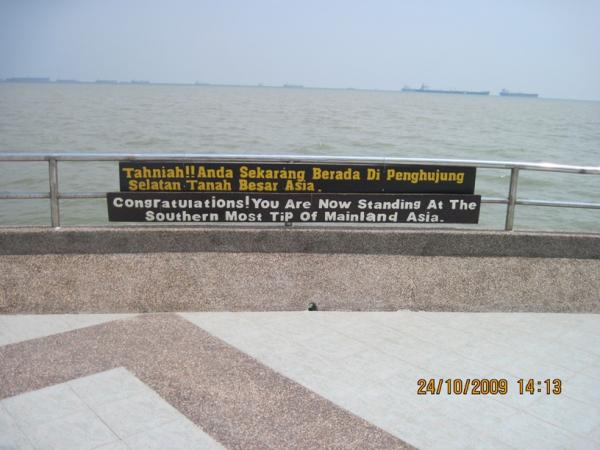 Tahniah!! Anda Sekarang Berada Di Penghujung
Selatan Tanah Besar Asia.
Congratulations! You Are Now Standing At The
Southern Most Tip Of Mainland Asia.
24/10/2009 14:13